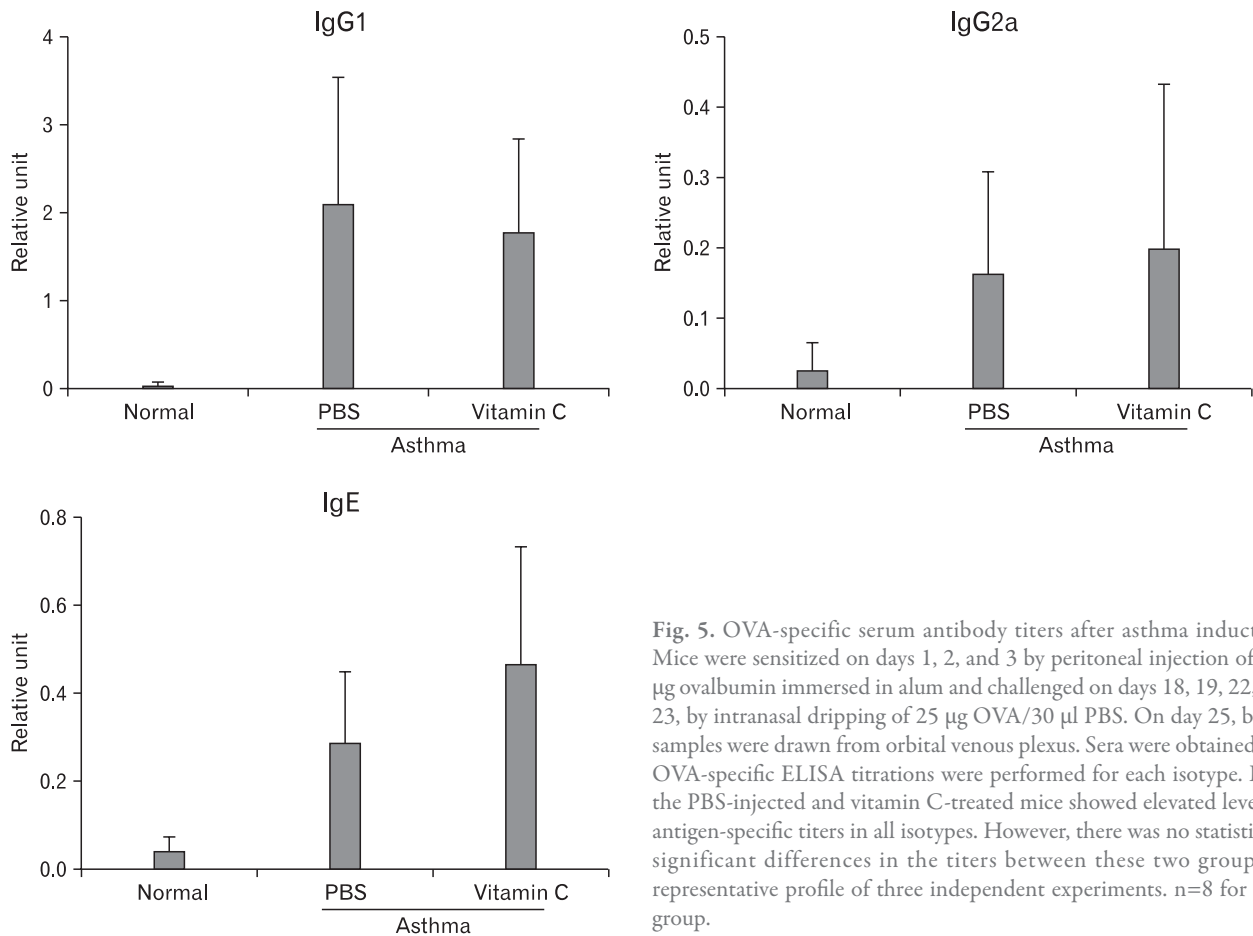 IgG1
4
3
2
1
0
Relative unit
Normal
PBS
Vitamin C
Asthma
IgG2a
0.5
0.4
0.3
0.2
0.1
0.0
Relative unit
Normal
PBS
Vitamin C
Asthma
IgE
0.8
0.6
0.4
0.2
0.0
Relative unit
Normal
PBS
Vitamin C
Asthma
Fig. 5. OVA-specific serum antibody titers after asthma
Mice were sensitized on days 1, 2, and 3 by peritoneal injection of
µg ovalbumin immersed in alum and challenged on days 18, 19, 22,
23, by intranasal dripping of 25 µg OVA/30 µl PBS. On day 25,
samples were drawn from orbital venous plexus. Sera were obtained
OVA-specific ELISA titrations were performed for each isotype.
the PBS-injected and vitamin C-treated mice showed elevated
antigen-specific titers in all isotypes. However, there was no
significant differences in the titers between these two
representative profile of three independent experiments. n=8 for
group.